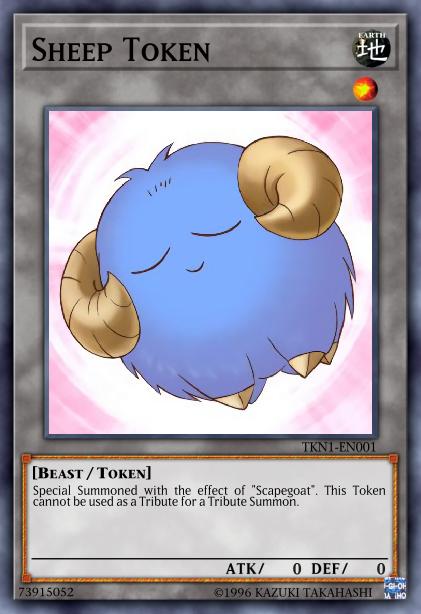 Sheep Token
EARTH
地
TKN1-EN001
[Beast / Token]
Special Summoned with the effect of "Scapegoat". This Token
cannot be used as a Tribute for a Tribute Summon.
ATK/ 0 DEF/ 0
73915052
©1996 KAZUKI TAKAHASHI